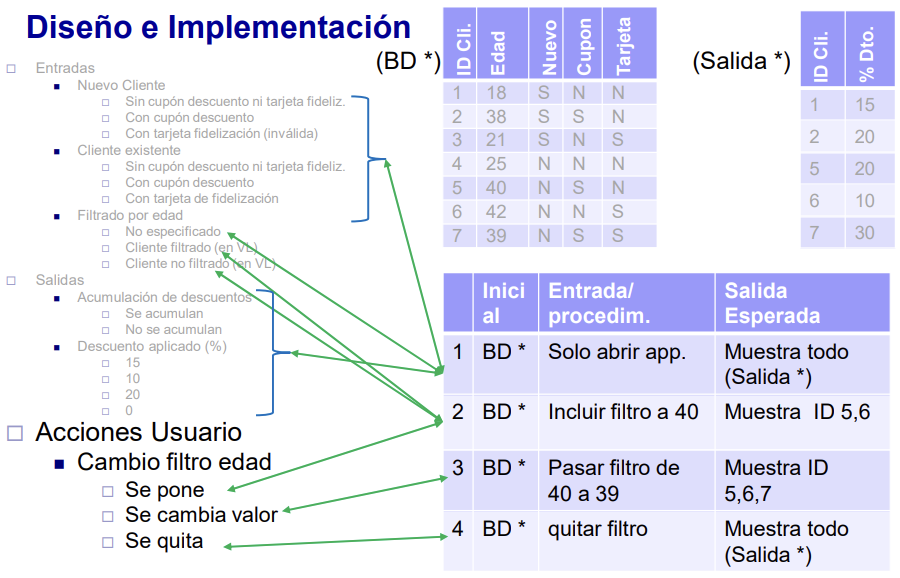 Diseño e Implementación
Entradas
Nuevo Cliente
Sin cupón descuento ni tarjeta fideliz.
Con cupón descuento
Con tarjeta fidelización (inválida)
Cliente existente
Sin cupón descuento ni tarjeta fideliz.
Con cupón descuento
Con tarjeta de fidelización
Filtrado por edad
No especificado
Cliente filtrado (en VL)
Cliente no filtrado (en VL)
Salidas
Acumulación de descuentos
Se acumulan
No se acumulan
Descuento aplicado (%)
15
10
20
0
Acciones Usuario
Cambio filtro edad
Se pone
Se cambia valor
Se quita
(BD *)
ID Cli. Edad Nuevo Cupon Tarjeta
1 18 S N N
2 38 S S N
3 21 S N S
4 25 N N N
5 40 N S N
6 42 N N S
7 39 N S S
(Salida *)
ID Cli. % Dto.
1 15
2 20
5 20
6 10
7 30
Inici Entrada/ Salida
al procedim. Esperada
1 BD * Solo abrir app. Muestra todo
(Salida *)
2 BD * Incluir filtro a 40 Muestra ID 5,6
3 BD * Pasar filtro de Muestra ID
40 a 39 5,6,7
4 BD * quitar filtro Muestra todo
(Salida *)